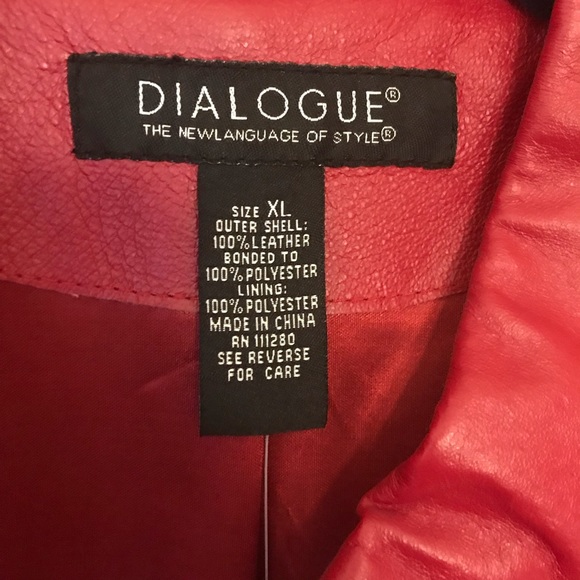 DIALOGUE®
THE NEWLANGUAGE OF STYLE®
SIZE XL
OUTER SHELL:
100% LEATHER
BONDED TO
100% POLYESTER
LINING:
100% POLYESTER
MADE IN CHINA
RN 111280
SEE REVERSE
FOR CARE